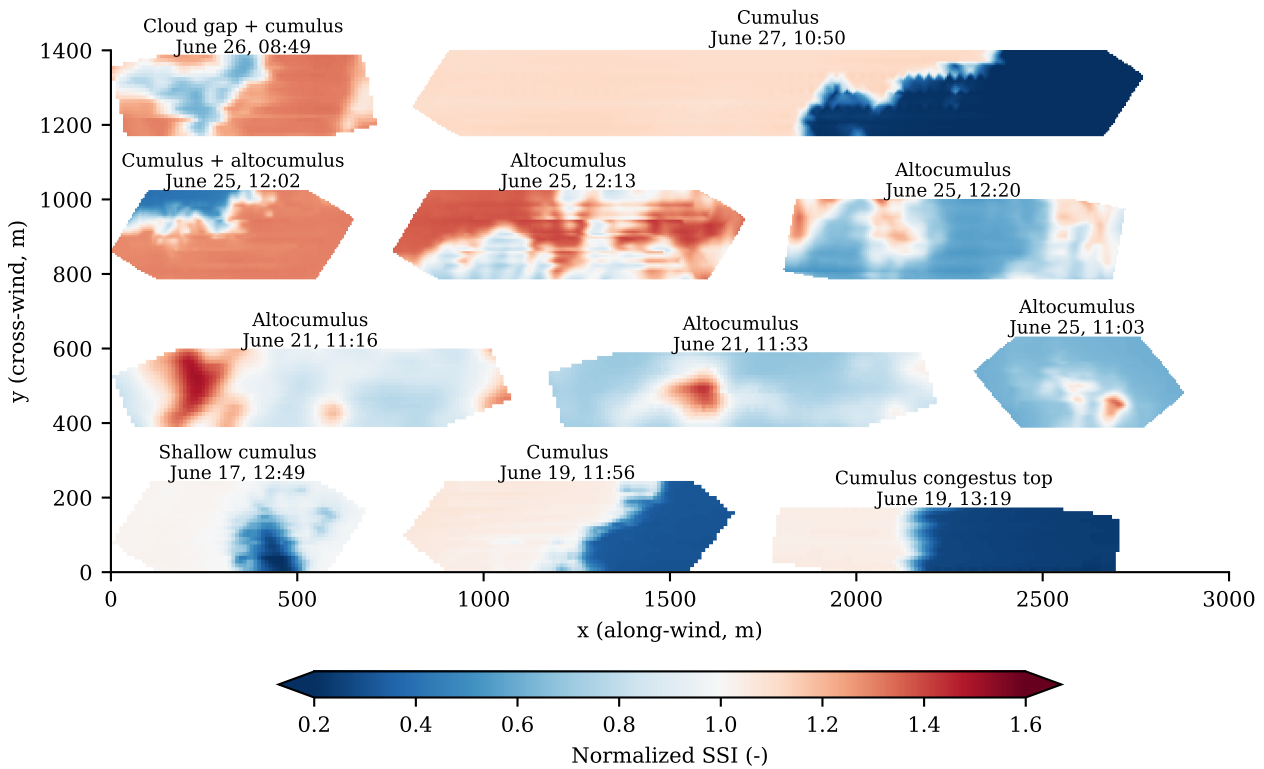 Cloud gap + cumulus
June 26, 08:49
Cumulus
June 27, 10:50
Cumulus + altocumulus
June 25, 12:02
Altocumulus
June 25, 12:13
Altocumulus
June 25, 12:20
Altocumulus
June 21, 11:16
Altocumulus
June 21, 11:33
Altocumulus
June 25, 11:03
Shallow cumulus
June 17, 12:49
Cumulus
June 19, 11:56
Cumulus congestus top
June 19, 13:19
1400
1200
1000
800
600
400
200
0
y (cross-wind, m)
0 500 1000 1500 2000 2500 3000
x (along-wind, m)
0.2 0.4 0.6 0.8 1.0 1.2 1.4 1.6
Normalized SSI (-)